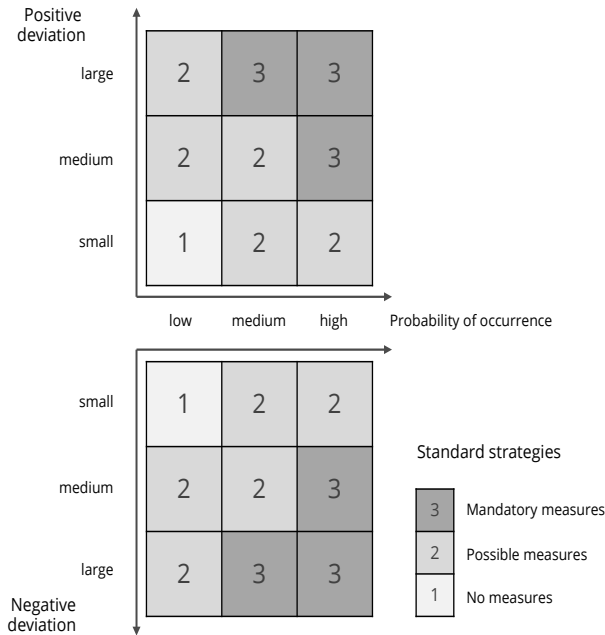 Positive
deviation
large 2 3 3
medium 2 2 3
small 1 2 2
low medium high Probability of occurrence
small 1 2 2
medium 2 2 3
large 2 3 3
Negative
deviation
Standard strategies
3 Mandatory measures
2 Possible measures
1 No measures